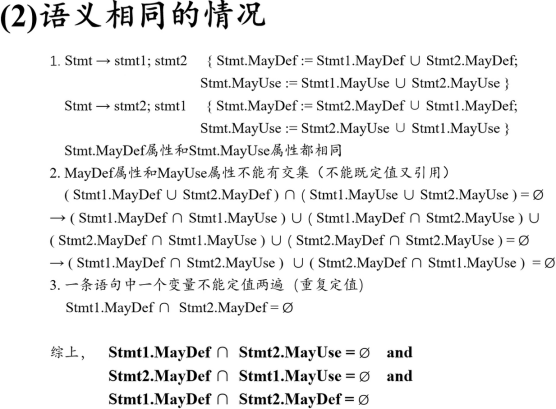 (2)语义相同的情况
1. Stmt → stmt1; stmt2 { Stmt.MayDef := Stmt1.MayDef ∪ Stmt2.MayDef;
Stmt.MayUse := Stmt1.MayUse ∪ Stmt2.MayUse }
Stmt → stmt2; stmt1 { Stmt.MayDef := Stmt2.MayDef ∪ Stmt1.MayDef;
Stmt.MayUse := Stmt2.MayUse ∪ Stmt1.MayUse }
Stmt.MayDef属性和Stmt.MayUse属性都相同
2. MayDef属性和MayUse属性不能有交集（不能既定值又引用）
( Stmt1.MayDef ∪ Stmt2.MayDef ) ∩ ( Stmt1.MayUse ∪ Stmt2.MayUse ) = ∅
→ ( Stmt1.MayDef ∩ Stmt1.MayUse ) ∪ ( Stmt1.MayDef ∩ Stmt2.MayUse ) ∪
( Stmt2.MayDef ∩ Stmt1.MayUse ) ∪ ( Stmt2.MayDef ∩ Stmt2.MayUse ) = ∅
→ ( Stmt1.MayDef ∩ Stmt2.MayUse ) ∪ ( Stmt2.MayDef ∩ Stmt1.MayUse ) = ∅
3. 一条语句中一个变量不能定值两遍（重复定值）
Stmt1.MayDef ∩ Stmt2.MayDef = ∅
综上， Stmt1.MayDef ∩ Stmt2.MayUse = ∅ and
Stmt2.MayDef ∩ Stmt1.MayUse = ∅ and
Stmt1.MayDef ∩ Stmt2.MayDef = ∅